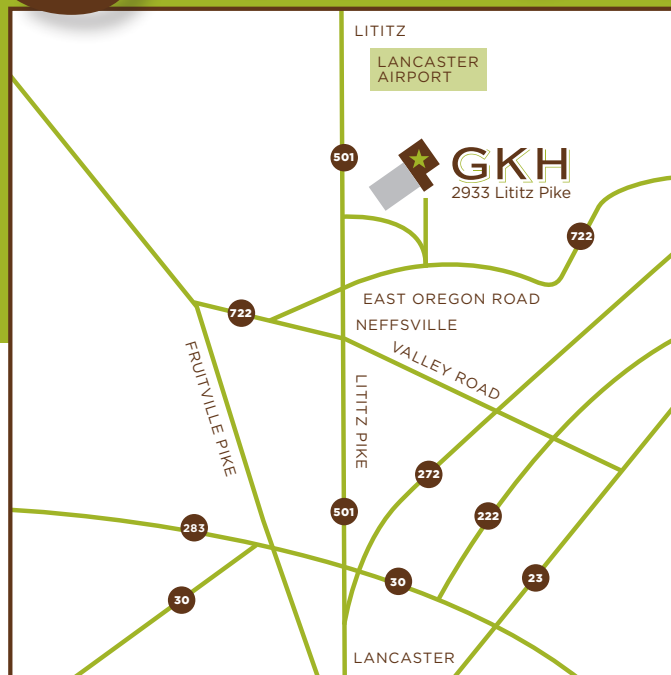 LITITZ
LANCASTER
AIRPORT
501
GKH
2933 Lititz Pike
722
EAST OREGON ROAD
722
NEFFSVILLE
VALLEY ROAD
FRUITVILLE PIKE
LITITZ PIKE
272
501
222
283
30
23
30
LANCASTER